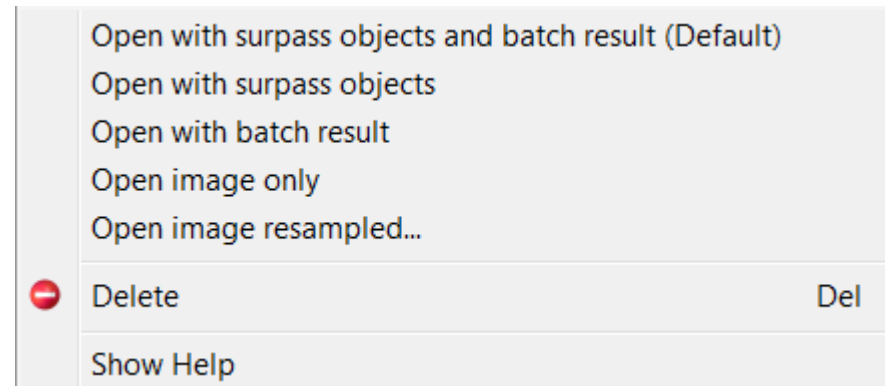 Open with surpass objects and batch result (Default)
Open with surpass objects
Open with batch result
Open image only
Open image resampled...
Delete Del
Show Help